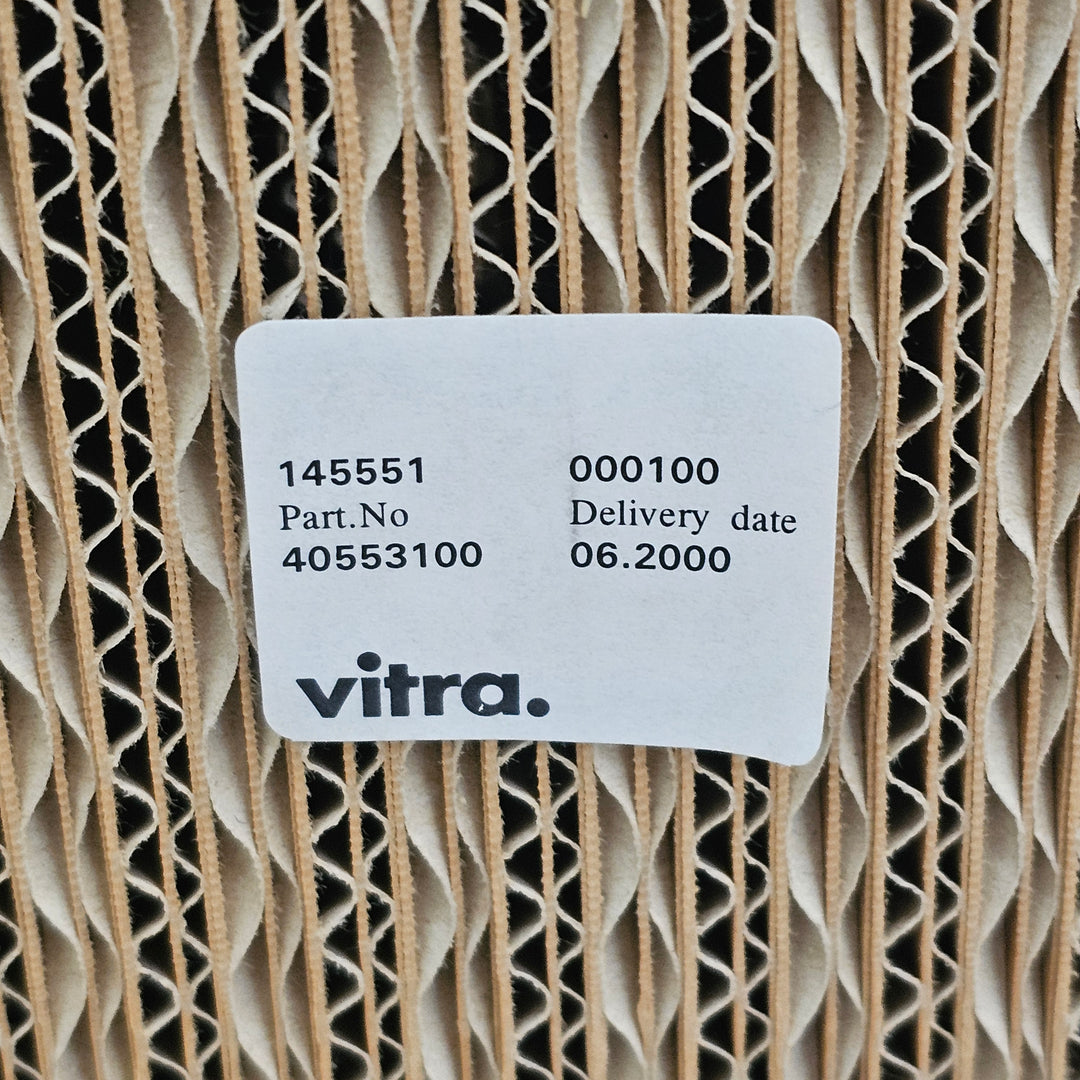 145551 000100
Part.No Delivery date
40553100 06.2000
vitra.